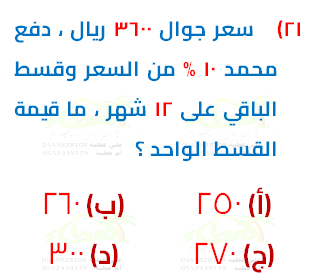 ٢١) سعر جوال ٣٦٠٠ ريال ، دفع
محمد ١٠ % من السعر وقسط
الباقي على ١٢ شهر ، ما قيمة
القسط الواحد ؟
(أ) ٢٥٠ (ب) ٢٦٠
(ج) ٢٧٠ (د) ٣٠٠